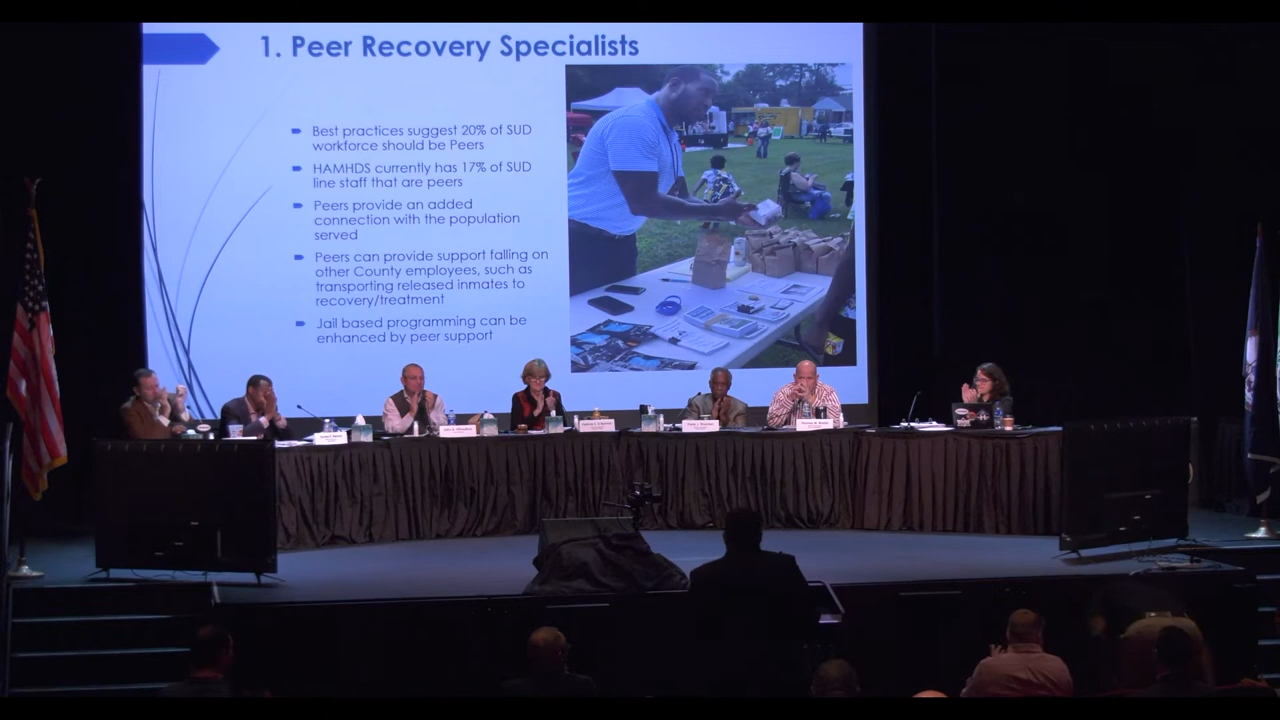 1. Peer Recovery Specialists
Best practices suggest 20% of SUD
workforce should be Peers
HAMHDS currently has 17% of SUD
line staff that are peers
Peers provide an added
connection with the population
served
Peers can provide support falling on
other County employees, such as
transporting released inmates to
recovery/treatment
Jail based programming can be
enhanced by peer support